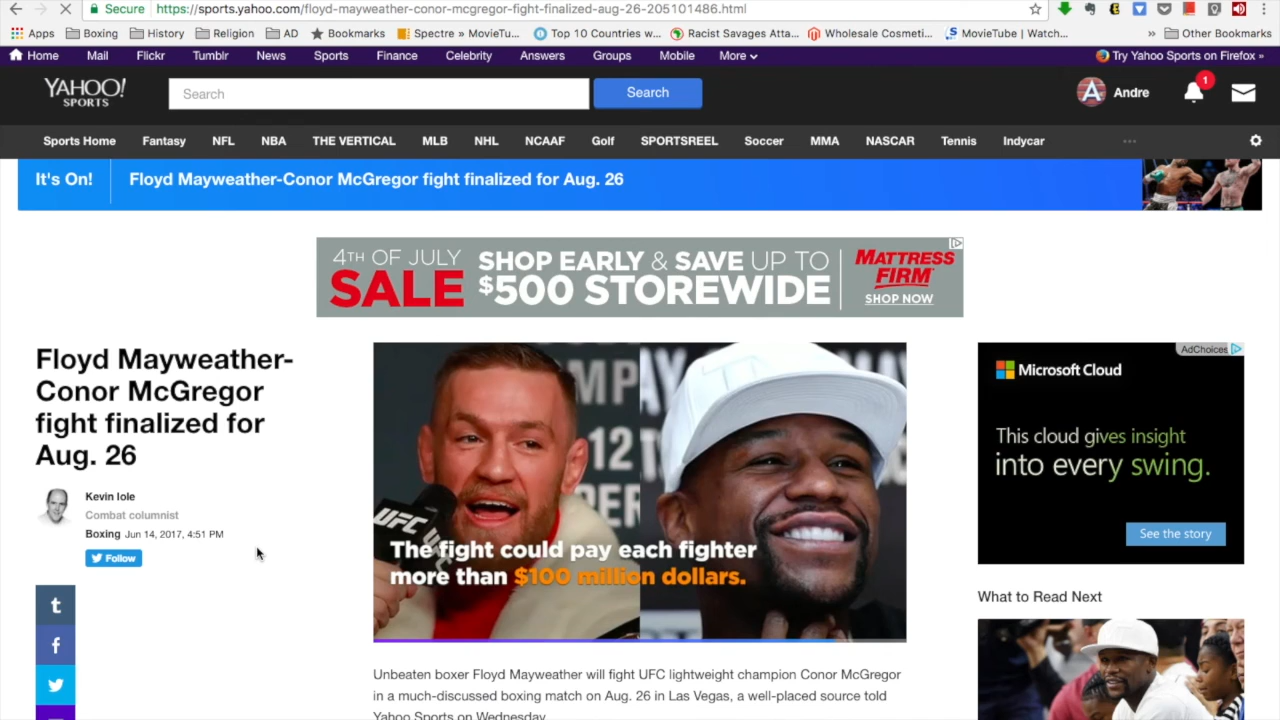 Secure https://sports.yahoo.com/floyd-mayweather-conor-mcgregor-fight-finalized-aug-26-205101486.html
Apps Boxing History Religion AD Bookmarks Spectre » MovieTu... Top 10 Countries w... Racist Savages Atta... Wholesale Cosmeti... MovieTube | Watch... » Other Bookmarks
Home Mail Flickr Tumblr News Sports Finance Celebrity Answers Groups Mobile More Try Yahoo Sports on Firefox »
YAHOO!
SPORTS
Search
Search
A Andre
1
Sports Home Fantasy NFL NBA THE VERTICAL MLB NHL NCAAF Golf SPORTSREEL Soccer MMA NASCAR Tennis Indycar ...
It's On! Floyd Mayweather-Conor McGregor fight finalized for Aug. 26
4TH OF JULY
SALE
SHOP EARLY & SAVE UP TO
$500 STOREWIDE
MATTRESS
FIRM
SHOP NOW
Floyd Mayweather-
Conor McGregor
fight finalized for
Aug. 26
Kevin Iole
Combat columnist
Boxing Jun 14, 2017, 4:51 PM
Follow
t
f
UFC
The fight could pay each fighter
more than $100 million dollars.
Unbeaten boxer Floyd Mayweather will fight UFC lightweight champion Conor McGregor
in a much-discussed boxing match on Aug. 26 in Las Vegas, a well-placed source told
Yahoo Sports on Wednesday.
AdChoices
Microsoft Cloud
This cloud gives insight
into every swing.
See the story
What to Read Next